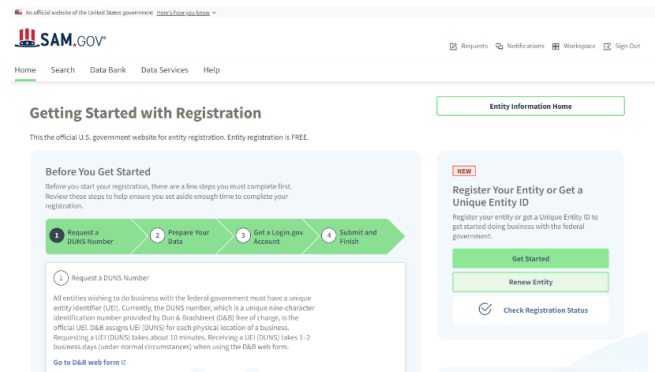 An official website of the United States government Here's how you know
SAM.GOV®
Requests Notifications Workspace Sign Out
Home Search Data Bank Data Services Help
Getting Started with Registration
Entity Information Home
This the official U.S. government website for entity registration. Entity registration is FREE.
Before You Get Started
Before you start your registration, there are a few steps you must complete first.
Review these steps to help ensure you set aside enough time to complete your
registration.
1 Request a
DUNS Number
2 Prepare Your
Data
3 Get a Login.gov
Account
4 Submit and
Finish
1 Request a DUNS Number
All entities wishing to do business with the federal government must have a unique
entity identifier (UEI). Currently, the DUNS number, which is a unique nine-character
identification number provided by Dun & Bradstreet (D&B) free of charge, is the
official UEI. D&B assigns UEI (DUNS) for each physical location of a business.
Requesting a UEI (DUNS) takes about 10 minutes. Receiving a UEI (DUNS) takes 1-2
business days (under normal circumstances) when using the D&B web form.
Go to D&B web form
NEW
Register Your Entity or Get a
Unique Entity ID
Register your entity or get a Unique Entity ID to
get started doing business with the federal
government.
Get Started
Renew Entity
Check Registration Status